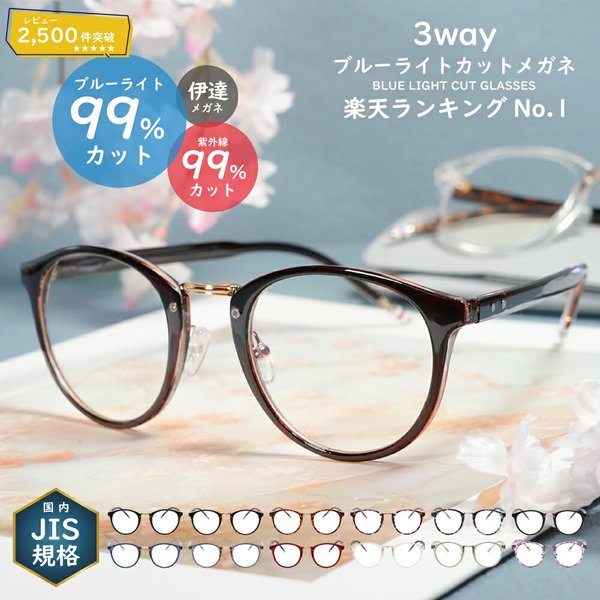 レビュー
2,500件突破
★★★★★
3way
ブルーライトカットメガネ
BLUE LIGHT CUT GLASSES
楽天ランキングNo.1
ブルーライト
99%
カット
伊達
メガネ
紫外線
99%
カット
国内
JIS
規格